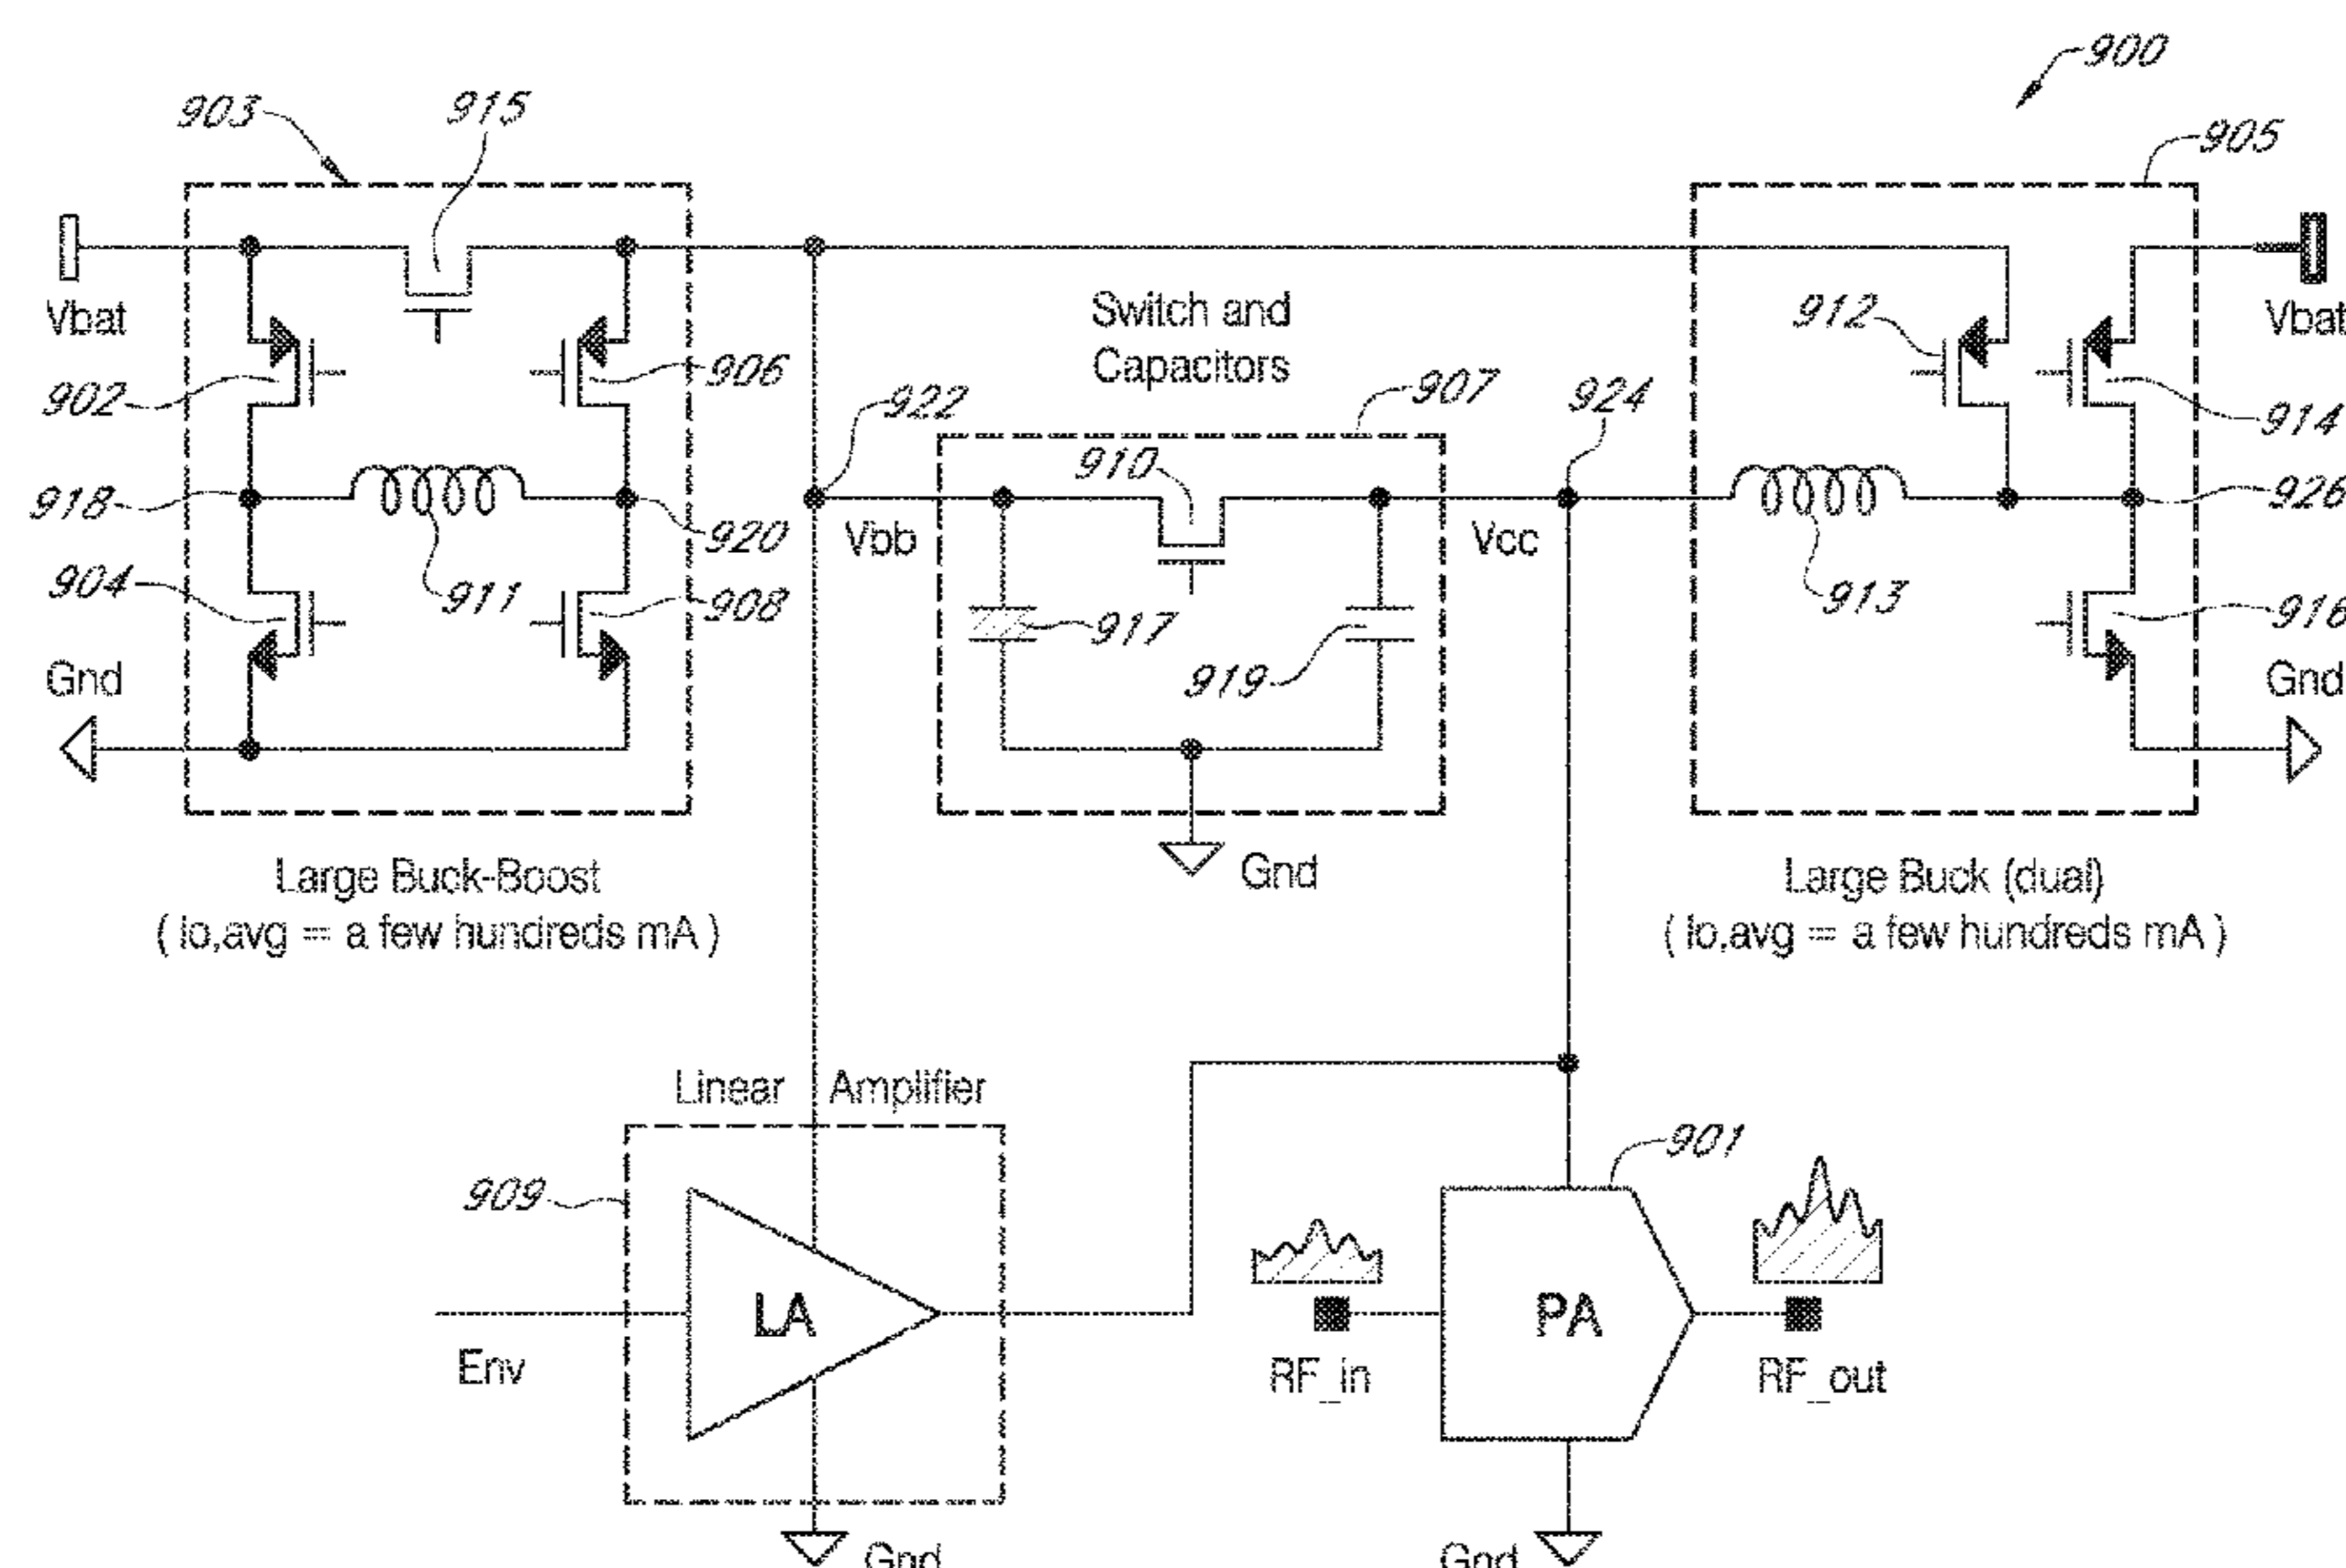 900
903
915
905
Vbat
Vbat
Switch and
Capacitors
912
902
906
922
907
924
914
910
918
920
Vbb
Vcc
926
904
911
908
917
913
916
919
Gnd
Gnd
Gnd
Large Buck-Boost
( Io,avg = a few hundreds mA )
Large Buck (dual)
( Io,avg = a few hundreds mA )
Linear Amplifier
901
909
LA
PA
Env
RF_in
RF_out
Gnd
Gnd